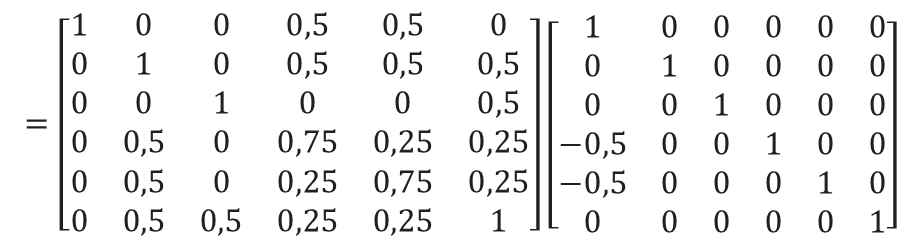 1 0 0 0,5 0,5 0 1 0 0 0 0 0
0 1 0 0,5 0,5 0,5 0 1 0 0 0 0
0 0 1 0 0 0,5 0 0 1 0 0 0
= 0 0,5 0 0,75 0,25 0,25 −0,5 0 0 1 0 0
0 0,5 0 0,25 0,75 0,25 −0,5 0 0 0 1 0
0 0,5 0,5 0,25 0,25 1 0 0 0 0 0 1